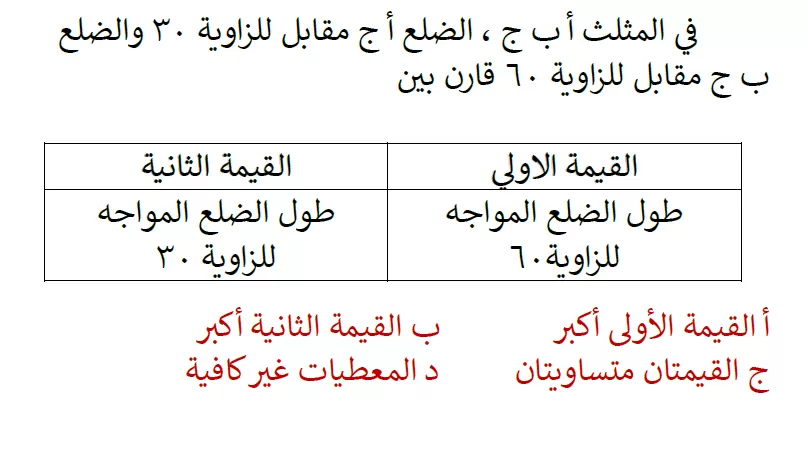 في المثلث أ ب ج ، الضلع أ ج مقابل للزاوية ٣٠ والضلع
ب ج مقابل للزاوية ٦٠ قارن بين
القيمة الاولي
القيمة الثانية
طول الضلع المواجه
للزاوية٦٠
طول الضلع المواجه
للزاوية ٣٠
أ القيمة الأولى أكبر
ب القيمة الثانية أكبر
ج القيمتان متساويتان
د المعطيات غير كافية